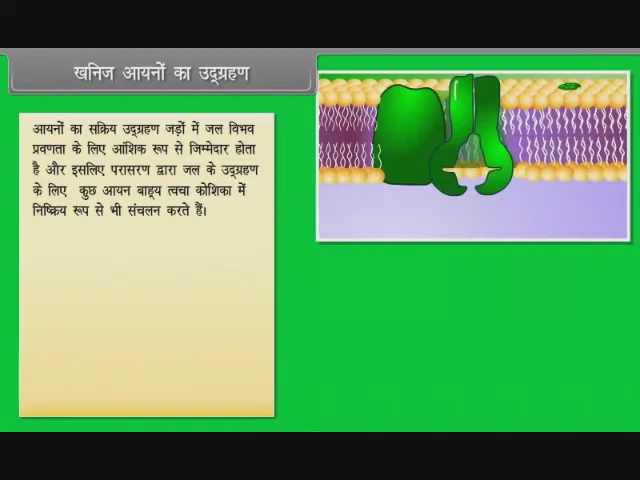 खनिज आयनों का उद्ग्रहण
आयनों का सक्रिय उद्ग्रहण जड़ों में जल विभव
प्रवणता के लिए आंशिक रूप से जिम्मेदार होता
है और इसलिए परासरण द्वारा जल के उद्ग्रहण
के लिए कुछ आयन बाह्य त्वचा कोशिका में
निष्क्रिय रूप से भी संचलन करते हैं।